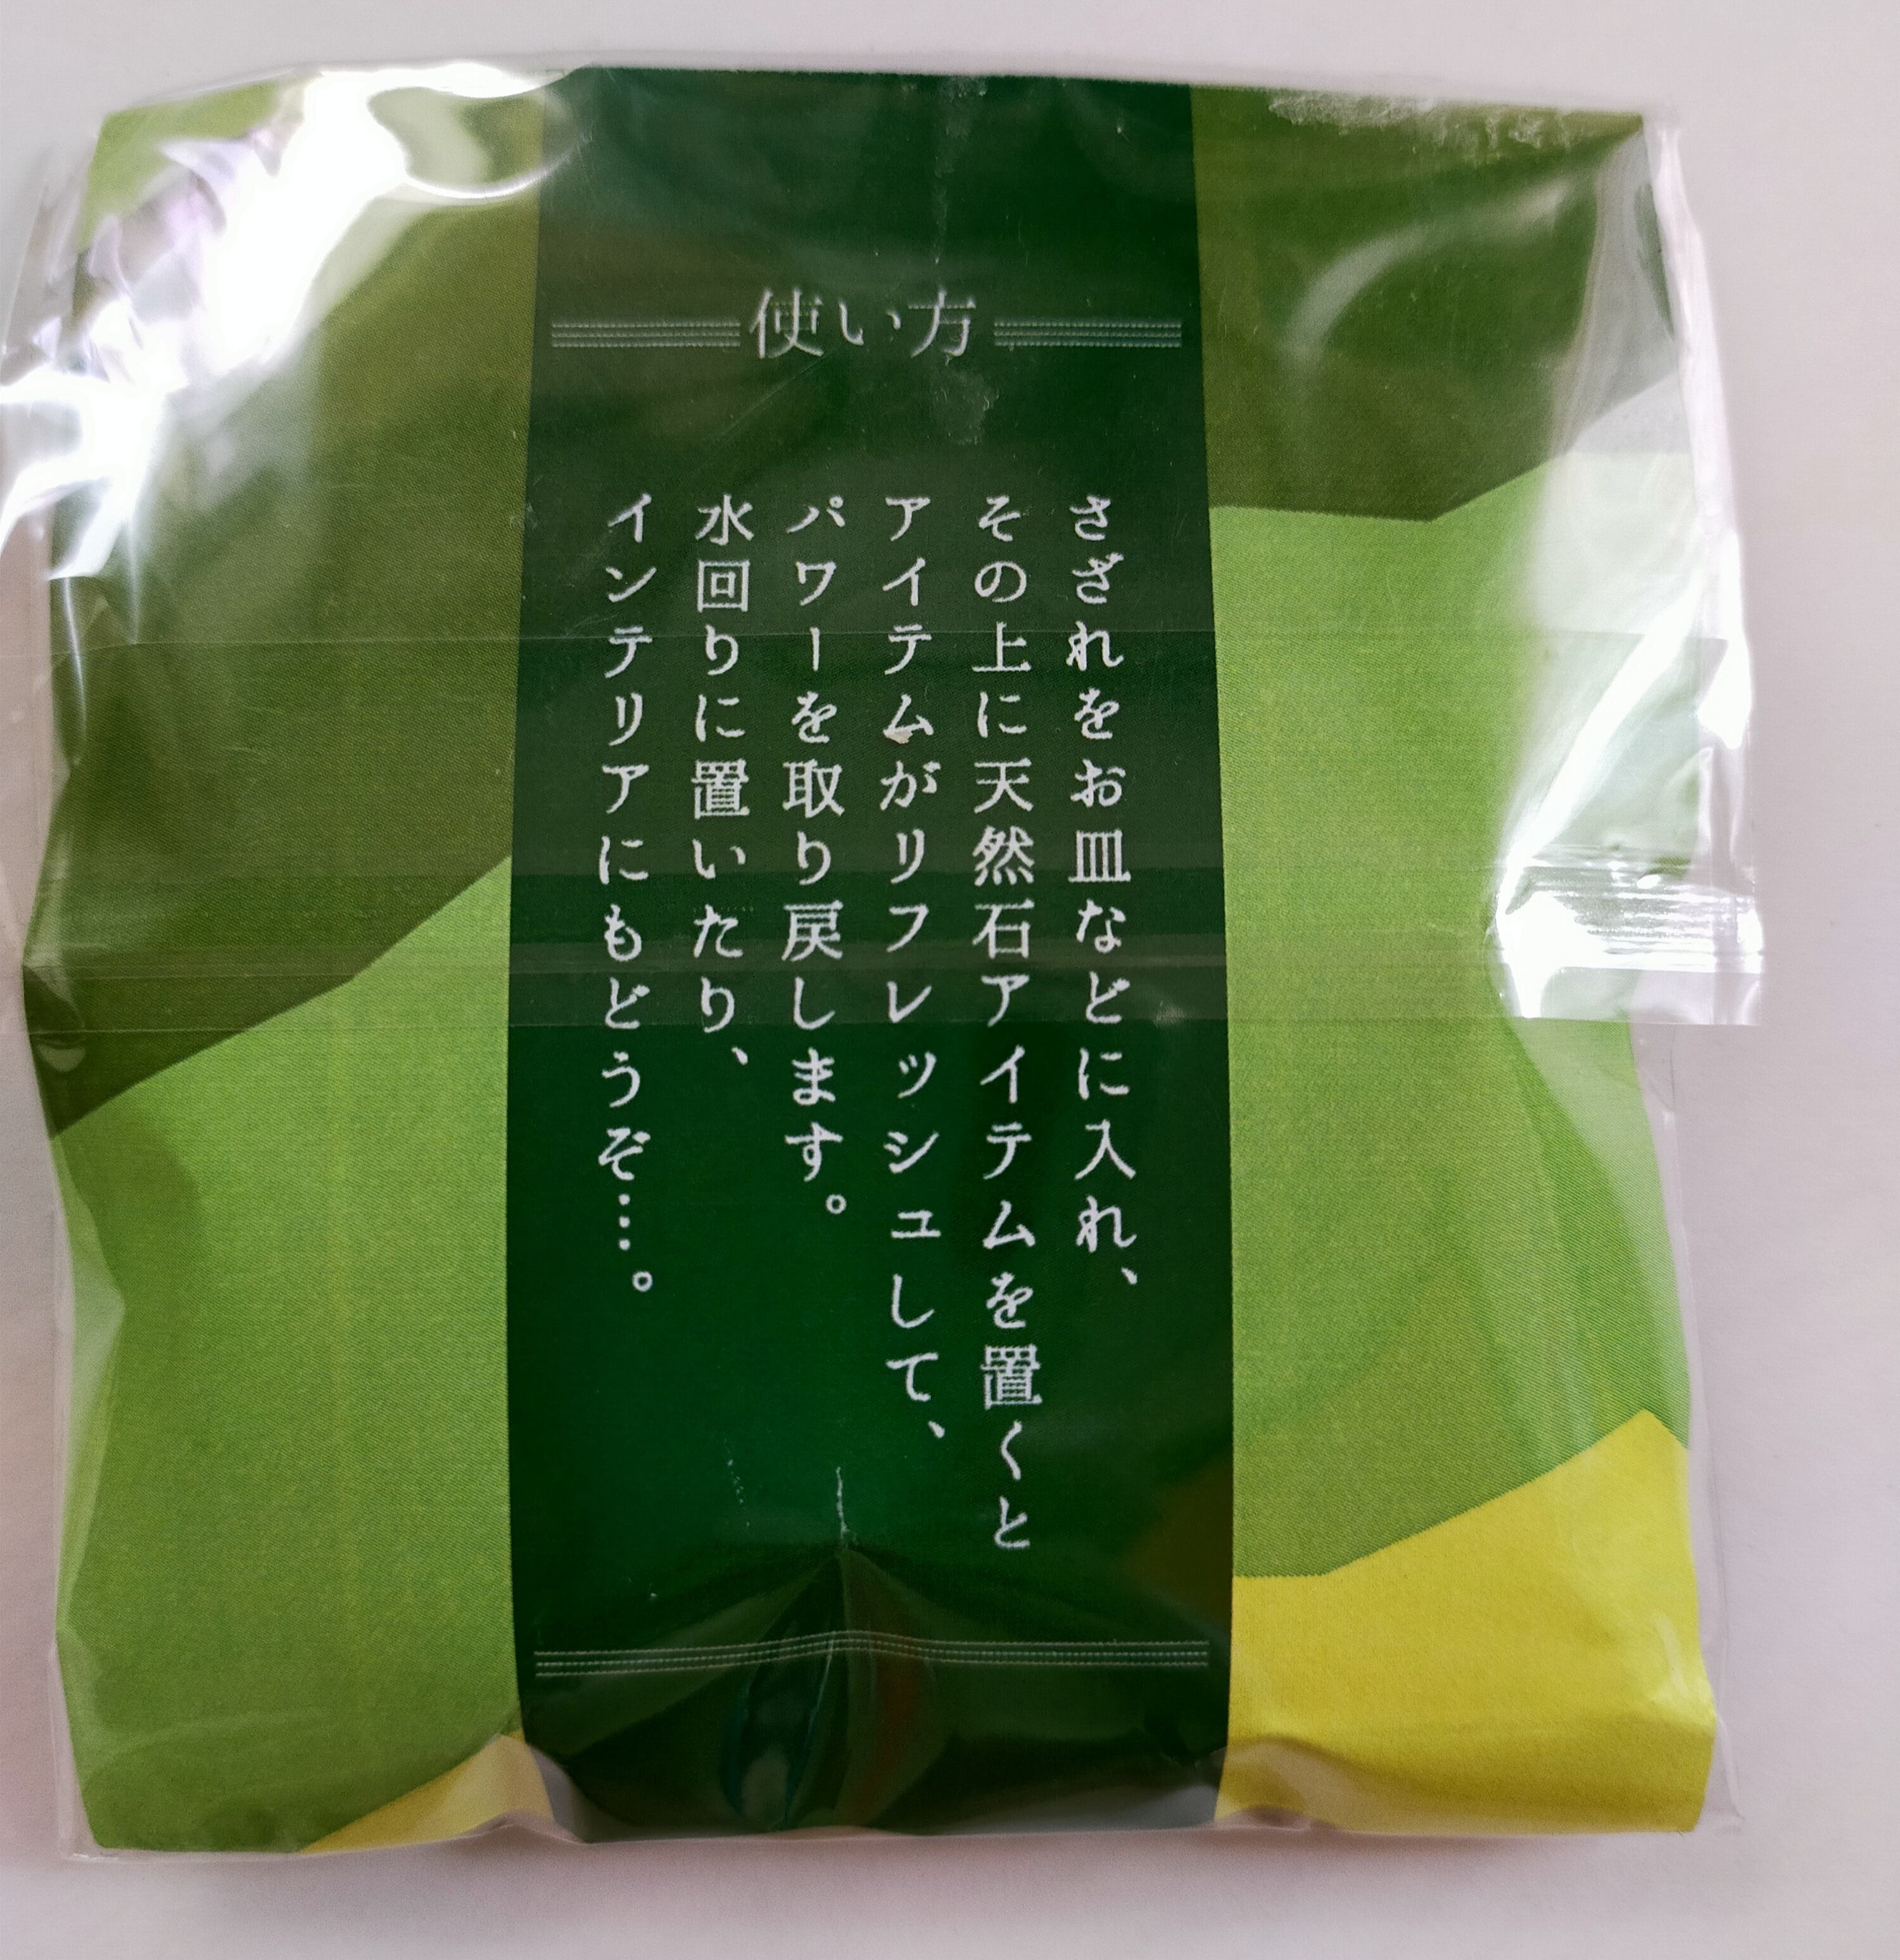 使い方
さざれをお皿などに入れ、
その上に天然石アイテムを置くと
アイテムがリフレッシュして、
パワーを取り戻します。
水回りに置いたり、
インテリアにもどうぞ…。